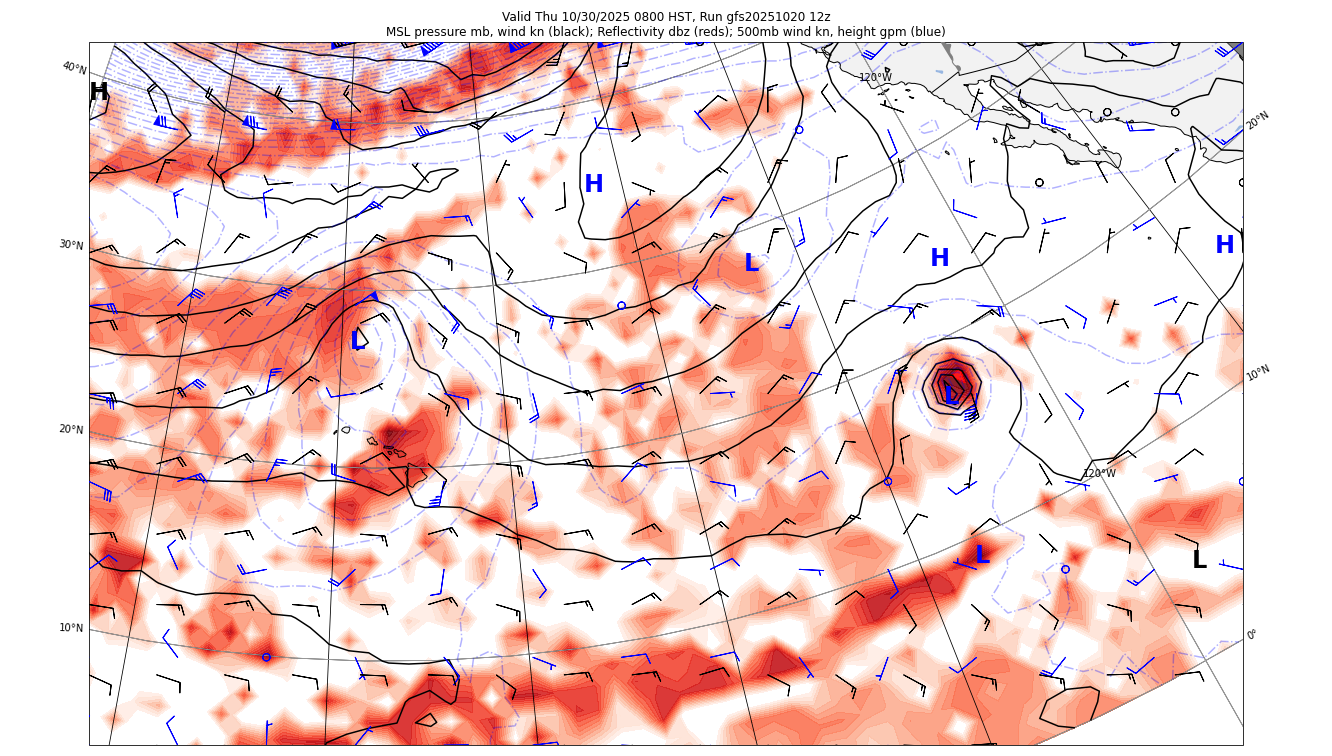 Valid Thu 10/30/2025 0800 HST, Run gfs20251020 12z
MSL pressure mb, wind kn (black); Reflectivity dbz (reds); 500mb wind kn, height gpm (blue)
40°N
120°W
H
20°N
H
30°N
H
H
L
L
10°N
L
20°N
120°W
L
L
10°N
0°